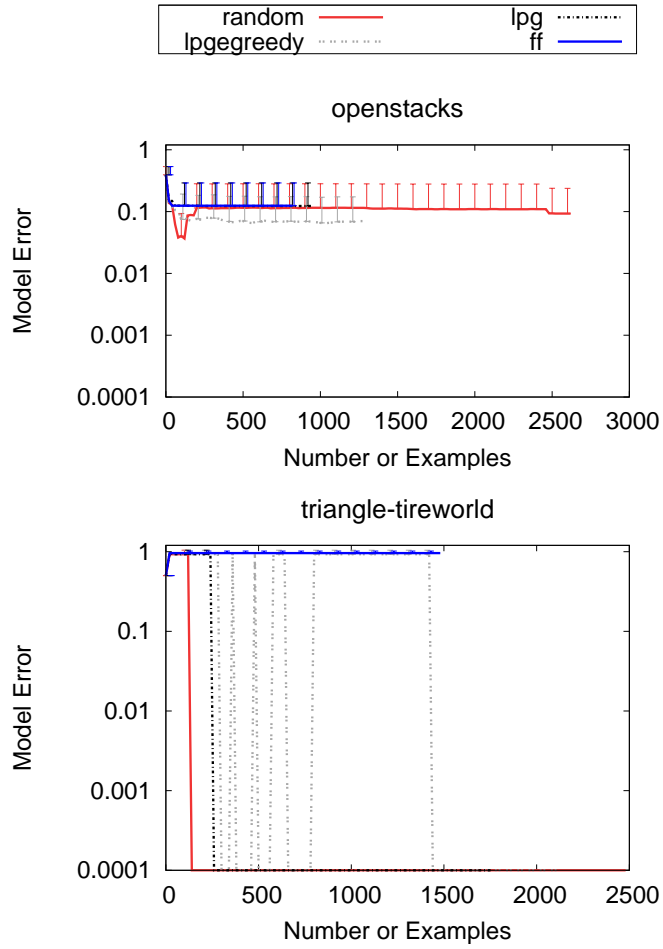 random lpg
lpgegreedy ff
openstacks
1
0.1
0.01
0.001
0.0001
Model Error
0 500 1000 1500 2000 2500 3000
Number or Examples
triangle-tireworld
1
0.1
0.01
0.001
0.0001
Model Error
0 500 1000 1500 2000 2500
Number or Examples